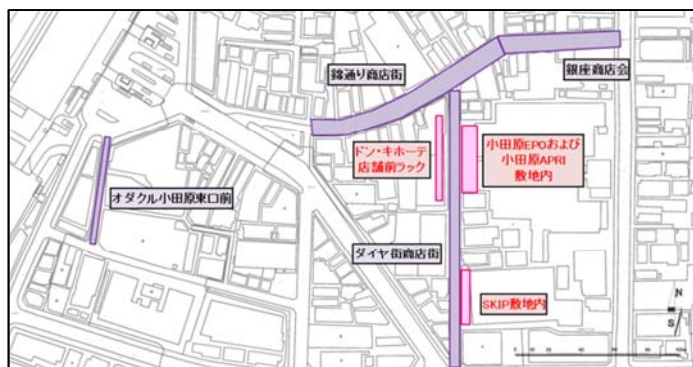 錦通り商店街
銀座商店会
ドン・キホーテ
店舗前ラック
小田原EPOおよび
小田原APRI
敷地内
オダクル小田原東口前
ダイヤ街商店街
SKIP敷地内
N
S